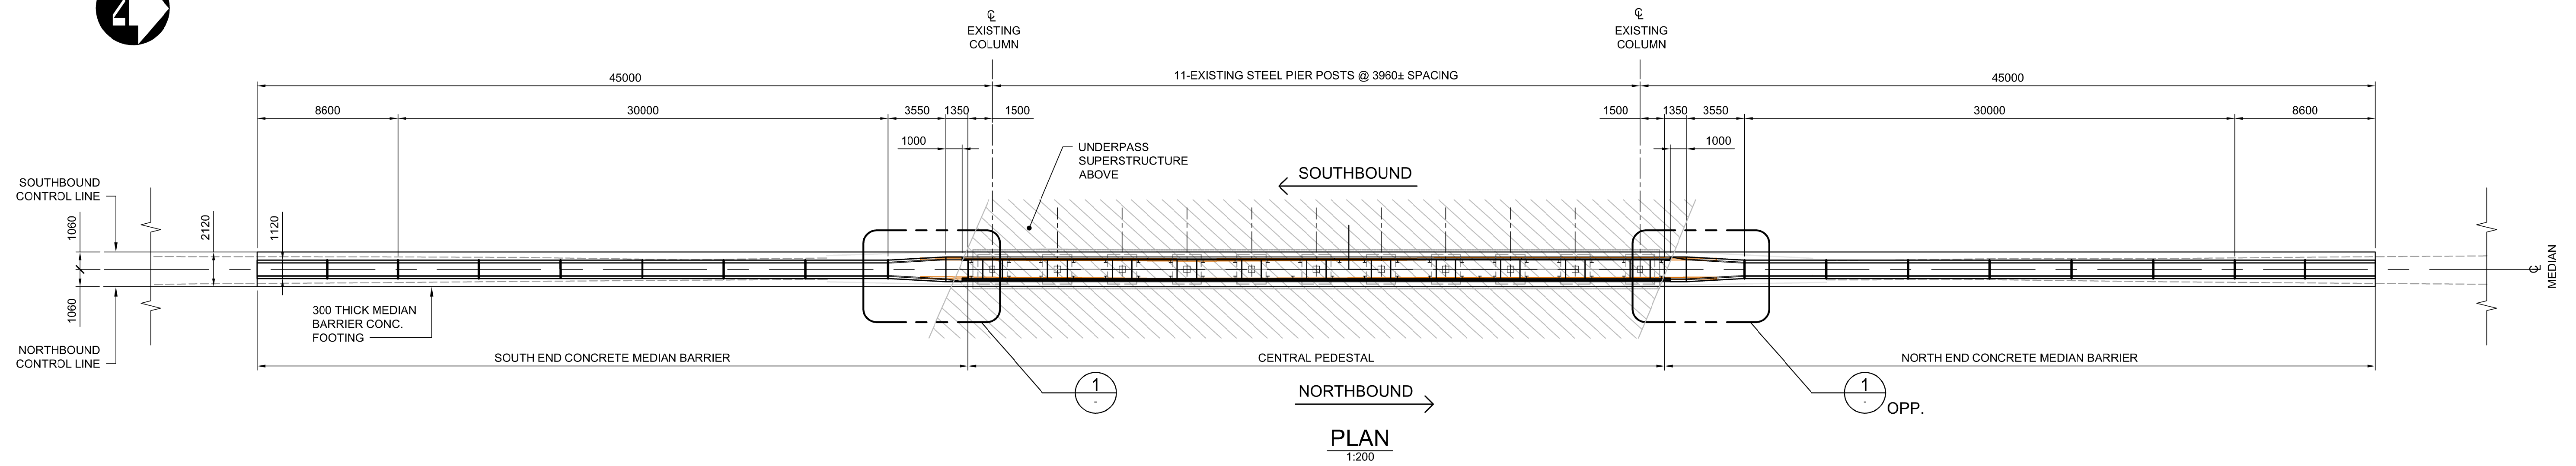 ℄
EXISTING
COLUMN
℄
EXISTING
COLUMN
45000
11-EXISTING STEEL PIER POSTS @ 3960± SPACING
45000
8600
30000
3550
1350
1500
1500
1350
3550
30000
8600
1000
1000
UNDERPASS
SUPERSTRUCTURE
ABOVE
SOUTHBOUND
SOUTHBOUND
CONTROL LINE
1060
2120
1120
1060
℄
MEDIAN
300 THICK MEDIAN
BARRIER CONC.
FOOTING
NORTHBOUND
CONTROL LINE
SOUTH END CONCRETE MEDIAN BARRIER
CENTRAL PEDESTAL
NORTH END CONCRETE MEDIAN BARRIER
1
-
NORTHBOUND
1
-
OPP.
PLAN
1:200